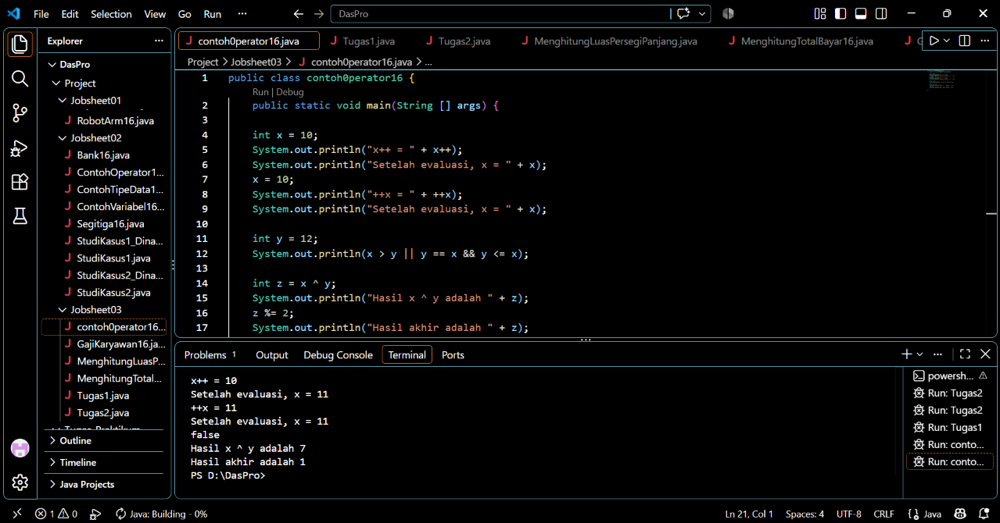 File Edit Selection View Go Run ··· DasPro
Explorer ···
DasPro
Project
Jobsheet01
RobotArm16.java
Jobsheet02
Bank16.java
ContohOperator1...
ContohTipeData1...
ContohVariabel16...
Segitiga16.java
StudiKasus1_Dina...
StudiKasus1.java
StudiKasus2_Dina...
StudiKasus2.java
Jobsheet03
contoh0perator16...
GajiKaryawan16.ja...
MenghitungLuasP...
MenghitungTotal...
Tugas1.java
Tugas2.java
Outline
Timeline
Java Projects
contoh0perator16.java Tugas1.java Tugas2.java MenghitungLuasPersegiPanjang.java MenghitungTotalBayar16.java
Project > Jobsheet03 > contoh0perator16.java > ...
1 public class contoh0perator16 {
Run | Debug
2 public static void main(String [] args) {
3
4 int x = 10;
5 System.out.println("x++ = " + x++);
6 System.out.println("Setelah evaluasi, x = " + x);
7 x = 10;
8 System.out.println("++x = " + ++x);
9 System.out.println("Setelah evaluasi, x = " + x);
10
11 int y = 12;
12 System.out.println(x > y || y == x && y <= x);
13
14 int z = x ^ y;
15 System.out.println("Hasil x ^ y adalah " + z);
16 z %= 2;
17 System.out.println("Hasil akhir adalah " + z);
Problems 1 Output Debug Console Terminal Ports
x++ = 10
Setelah evaluasi, x = 11
++x = 11
Setelah evaluasi, x = 11
false
Hasil x ^ y adalah 7
Hasil akhir adalah 1
PS D:\DasPro>
powersh...
Run: Tugas2
Run: Tugas2
Run: Tugas1
Run: conto...
Run: conto...
1 0 Java: Building - 0% Ln 21, Col 1 Spaces: 4 UTF-8 CRLF {} Java